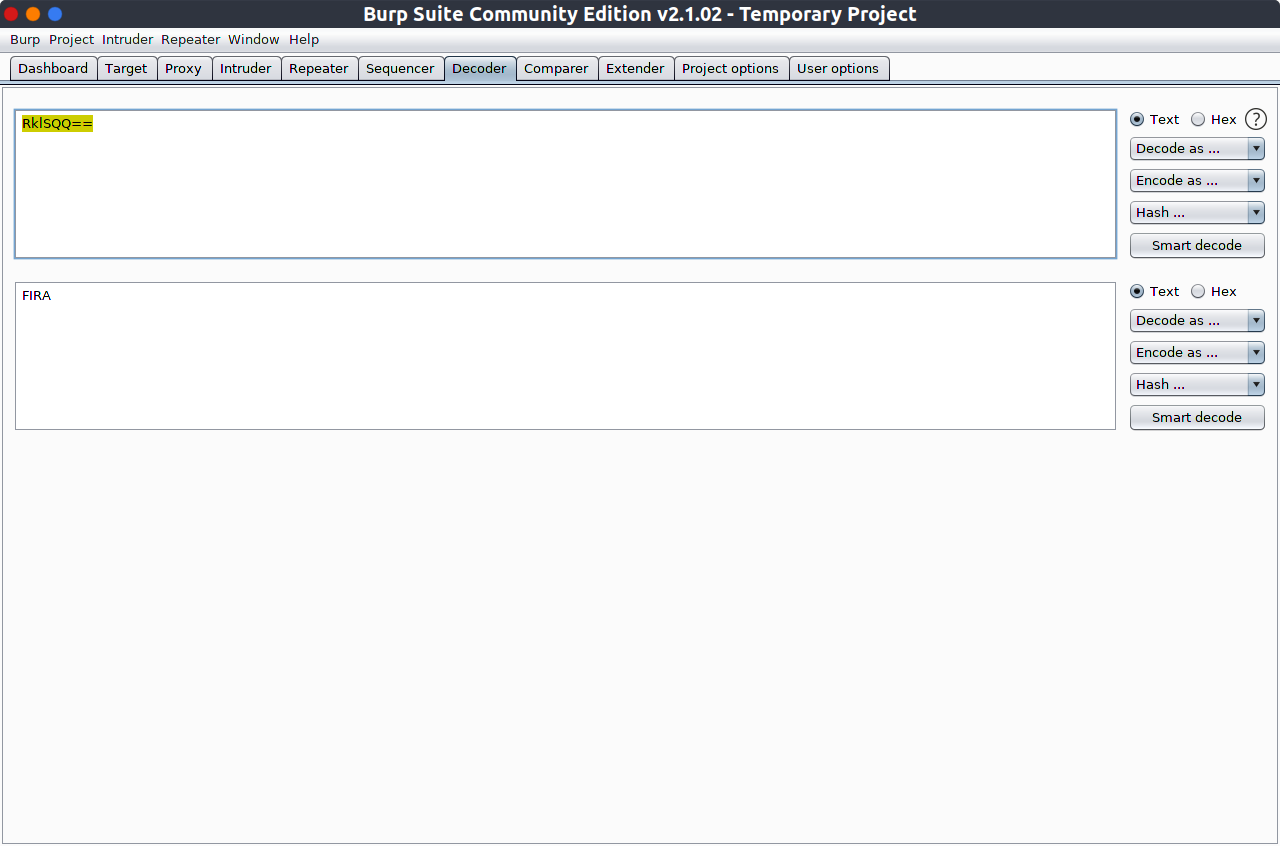 Burp Suite Community Edition v2.1.02 - Temporary Project
Burp Project Intruder Repeater Window Help
Dashboard Target Proxy Intruder Repeater Sequencer Decoder Comparer Extender Project options User options
RklSQQ==
Text Hex ?
Decode as ...
Encode as ...
Hash ...
Smart decode
FIRA
Text Hex
Decode as ...
Encode as ...
Hash ...
Smart decode